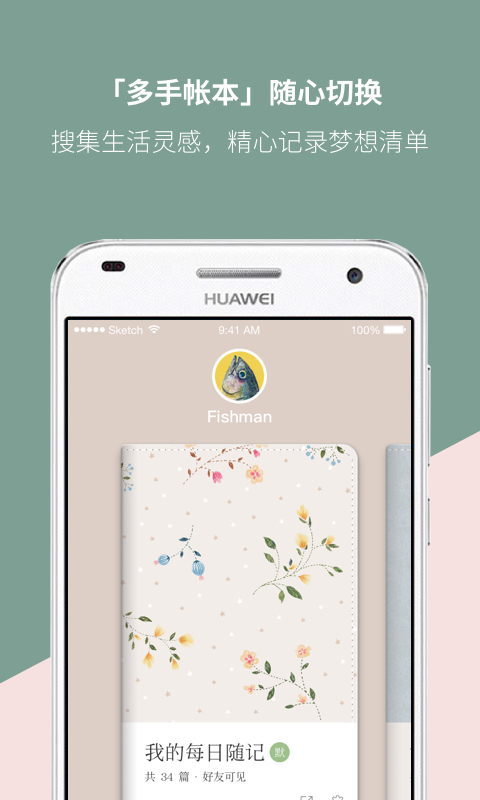 「多手帐本」随心切换
搜集生活灵感，精心记录梦想清单
HUAWEI
Sketch 9:41 AM 100%
Fishman
我的每日随记 默
共 34 篇 · 好友可见